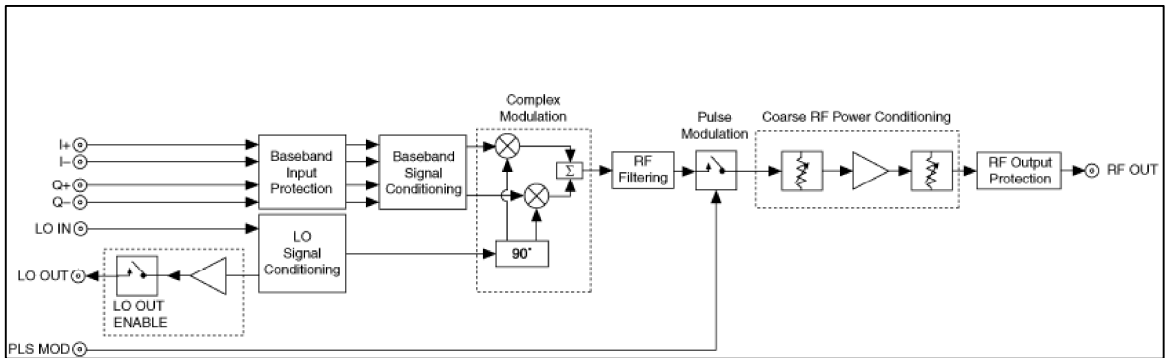 Complex
Modulation
Pulse
Modulation
Coarse RF Power Conditioning
I+
I−
Q+
Q−
LO IN
LO OUT
PLS MOD
Baseband
Input
Protection
Baseband
Signal
Conditioning
LO
Signal
Conditioning
LO OUT
ENABLE
Σ
90°
RF
Filtering
RF Output
Protection
RF OUT